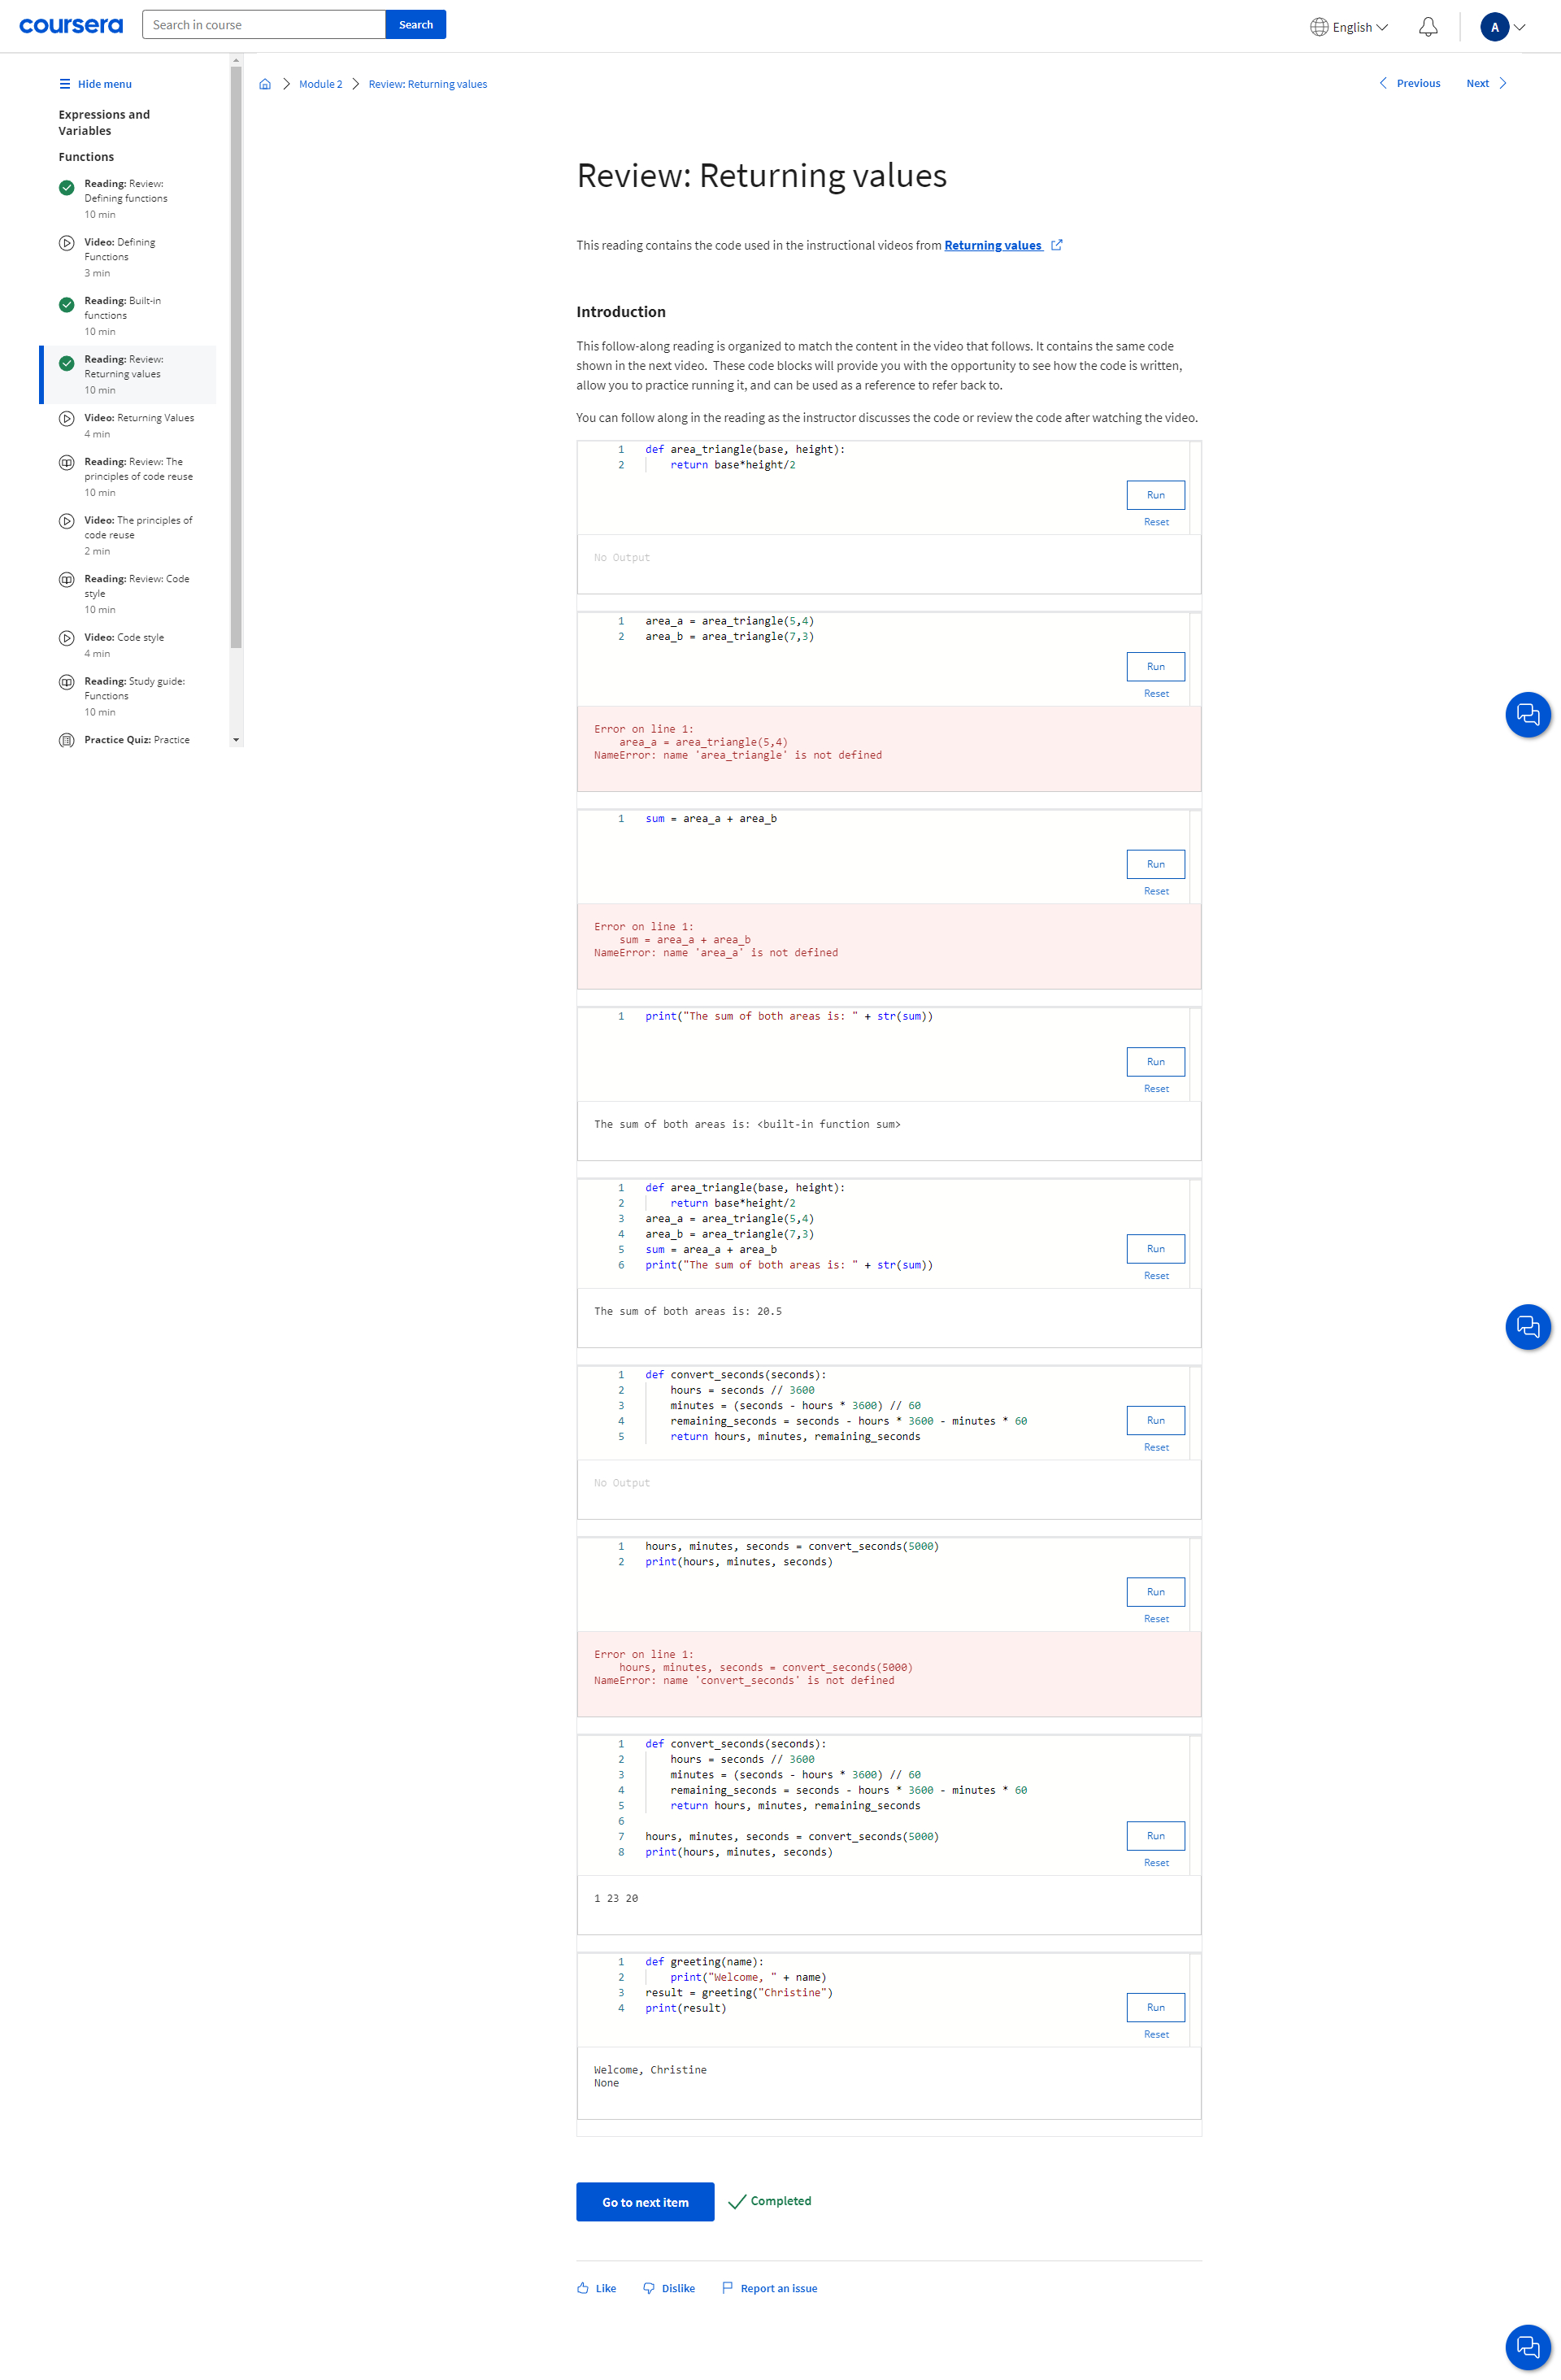 coursera
Search in course
Search
English
A
Hide menu
Expressions and
Variables
Functions
Reading: Review:
Defining functions
10 min
Video: Defining
Functions
3 min
Reading: Built-in
functions
10 min
Reading: Review:
Returning values
10 min
Video: Returning Values
4 min
Reading: Review: The
principles of code reuse
10 min
Video: The principles of
code reuse
2 min
Reading: Review: Code
style
10 min
Video: Code style
4 min
Reading: Study guide:
Functions
10 min
Practice Quiz: Practice
Module 2
Review: Returning values
Previous
Next
Review: Returning values
This reading contains the code used in the instructional videos from Returning values
Introduction
This follow-along reading is organized to match the content in the video that follows. It contains the same code
shown in the next video.  These code blocks will provide you with the opportunity to see how the code is written,
allow you to practice running it, and can be used as a reference to refer back to.
You can follow along in the reading as the instructor discusses the code or review the code after watching the video.
1 def area_triangle(base, height):
2     return base*height/2
Run
Reset
No Output
1 area_a = area_triangle(5,4)
2 area_b = area_triangle(7,3)
Run
Reset
Error on line 1:
    area_a = area_triangle(5,4)
NameError: name 'area_triangle' is not defined
1 sum = area_a + area_b
Run
Reset
Error on line 1:
    sum = area_a + area_b
NameError: name 'area_a' is not defined
1 print("The sum of both areas is: " + str(sum))
Run
Reset
The sum of both areas is: <built-in function sum>
1 def area_triangle(base, height):
2     return base*height/2
3 area_a = area_triangle(5,4)
4 area_b = area_triangle(7,3)
5 sum = area_a + area_b
6 print("The sum of both areas is: " + str(sum))
Run
Reset
The sum of both areas is: 20.5
1 def convert_seconds(seconds):
2     hours = seconds // 3600
3     minutes = (seconds - hours * 3600) // 60
4     remaining_seconds = seconds - hours * 3600 - minutes * 60
5     return hours, minutes, remaining_seconds
Run
Reset
No Output
1 hours, minutes, seconds = convert_seconds(5000)
2 print(hours, minutes, seconds)
Run
Reset
Error on line 1:
    hours, minutes, seconds = convert_seconds(5000)
NameError: name 'convert_seconds' is not defined
1 def convert_seconds(seconds):
2     hours = seconds // 3600
3     minutes = (seconds - hours * 3600) // 60
4     remaining_seconds = seconds - hours * 3600 - minutes * 60
5     return hours, minutes, remaining_seconds
6
7 hours, minutes, seconds = convert_seconds(5000)
8 print(hours, minutes, seconds)
Run
Reset
1 23 20
1 def greeting(name):
2     print("Welcome, " + name)
3 result = greeting("Christine")
4 print(result)
Run
Reset
Welcome, Christine
None
Go to next item
Completed
Like
Dislike
Report an issue